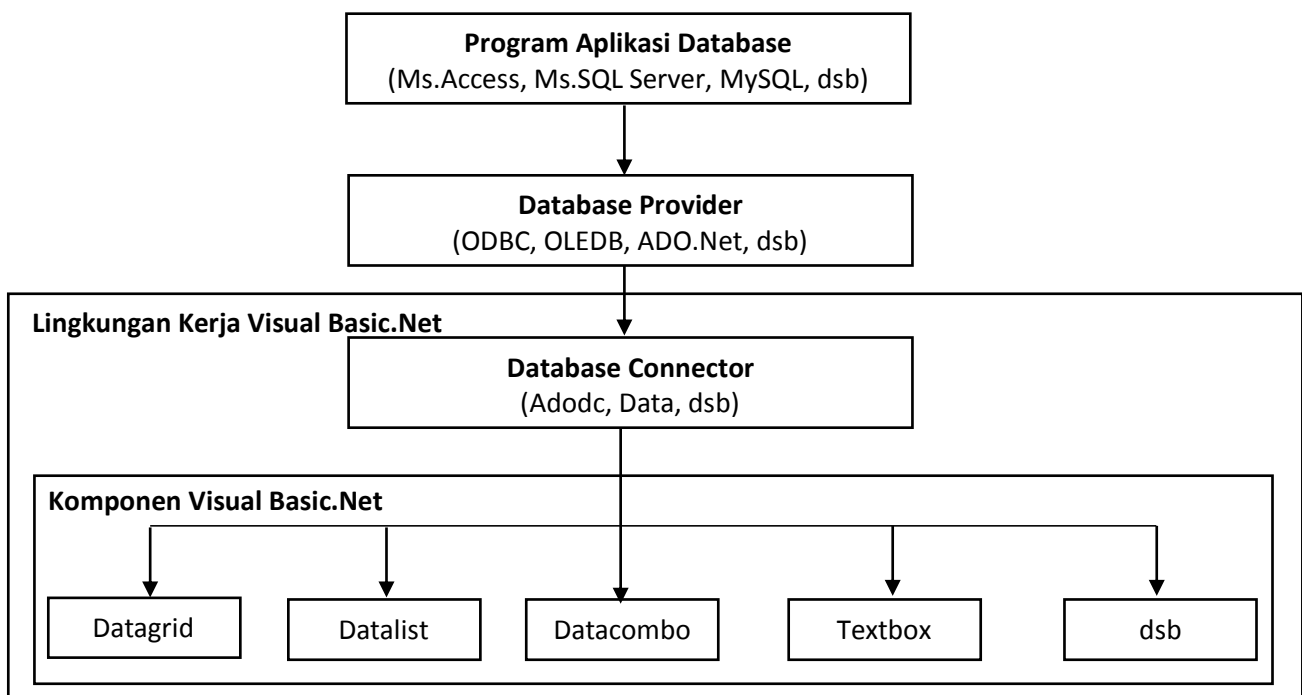 Program Aplikasi Database
(Ms.Access, Ms.SQL Server, MySQL, dsb)
Database Provider
(ODBC, OLEDB, ADO.Net, dsb)
Lingkungan Kerja Visual Basic.Net
Database Connector
(Adodc, Data, dsb)
Komponen Visual Basic.Net
Datagrid
Datalist
Datacombo
Textbox
dsb